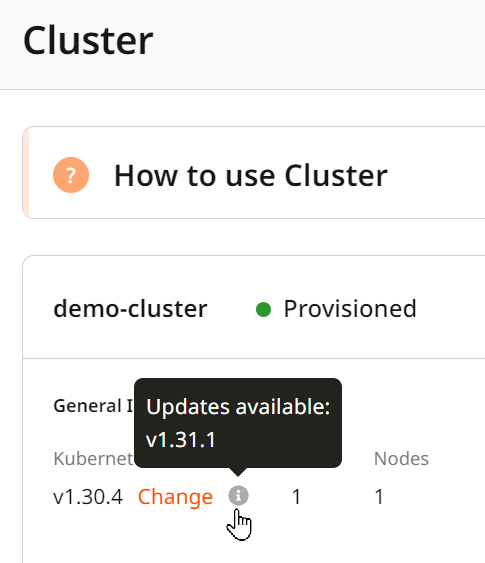 Cluster
? How to use Cluster
demo-cluster Provisioned
Updates available:
v1.31.1
General I
Kubernet Nodes
v1.30.4 Change i 1 1